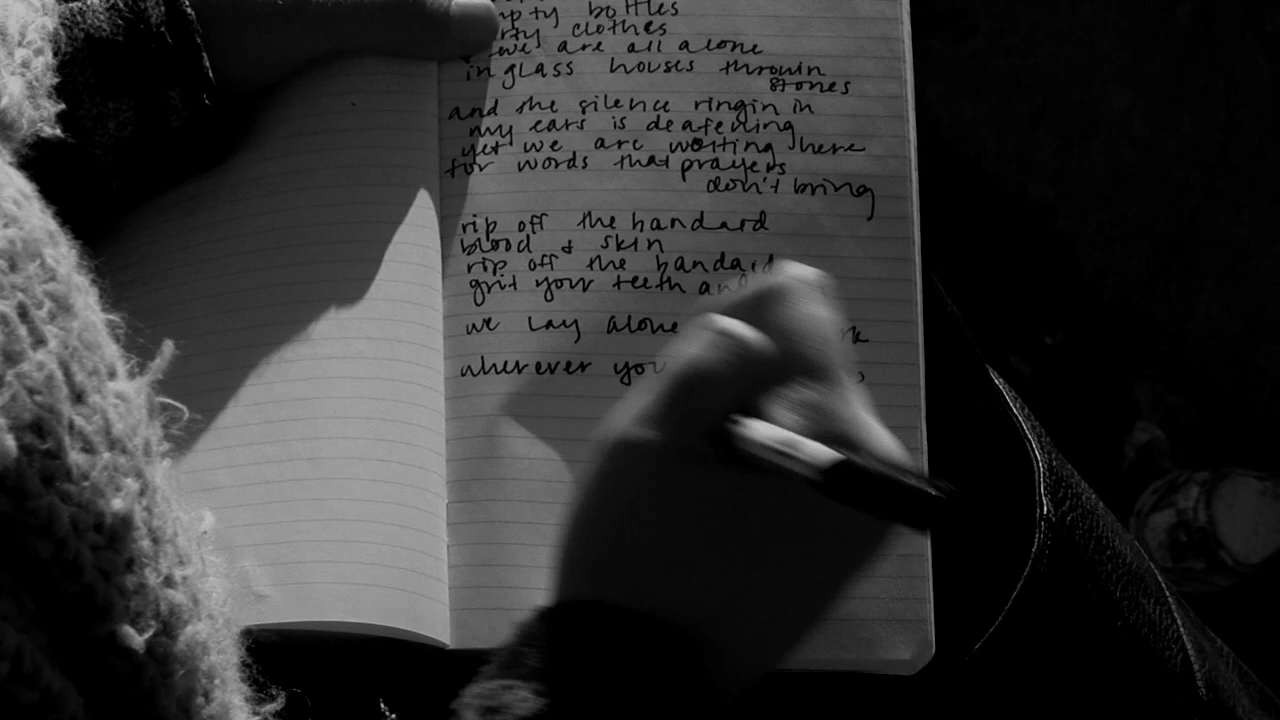 bottles
clothes
we are all alone
in glass houses throwin
stones
and the silence ringin in
my ears is deafening
yet we are waiting here
for words that prayers
don't bring
rip off the bandaid
blood & skin
rip off the bandaid
grit your teeth and
we lay alone
wherever you